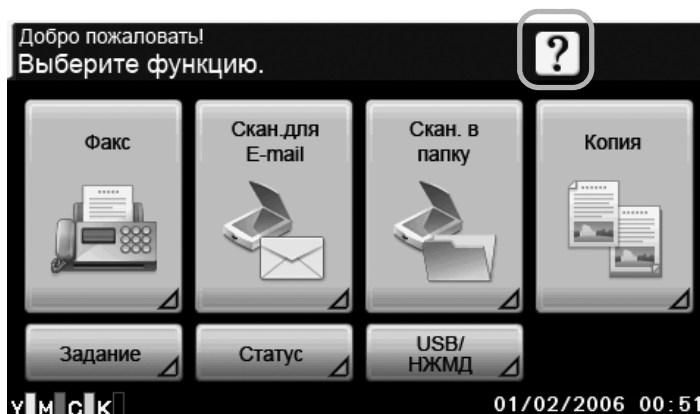 Добро пожаловать!
Выберите функцию.
?
Факс
Скан.для
E-mail
Скан. в
папку
Копия
Задание
Статус
USB/
НЖМД
Y M C K
01/02/2006 00:51